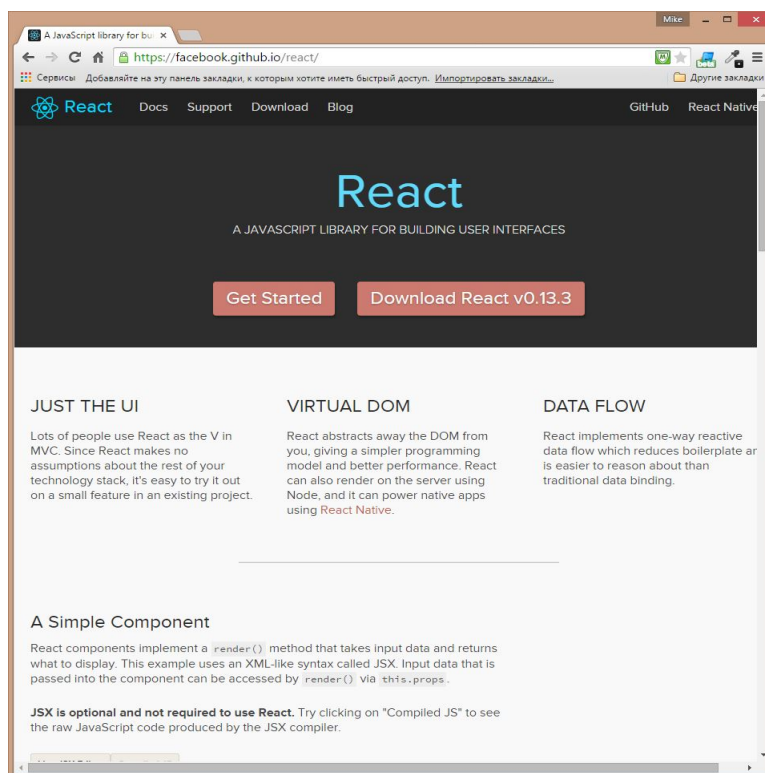 Mike
A JavaScript library for bu
https://facebook.github.io/react/
Сервисы Добавляйте на эту панель закладки, к которым хотите иметь быстрый доступ. Импортировать закладки... Другие закладки
React Docs Support Download Blog GitHub React Native
React
A JAVASCRIPT LIBRARY FOR BUILDING USER INTERFACES
Get Started Download React v0.13.3
JUST THE UI
Lots of people use React as the V in
MVC. Since React makes no
assumptions about the rest of your
technology stack, it's easy to try it out
on a small feature in an existing project.
VIRTUAL DOM
React abstracts away the DOM from
you, giving a simpler programming
model and better performance. React
can also render on the server using
Node, and it can power native apps
using React Native.
DATA FLOW
React implements one-way reactive
data flow which reduces boilerplate an
is easier to reason about than
traditional data binding.
A Simple Component
React components implement a render() method that takes input data and returns
what to display. This example uses an XML-like syntax called JSX. Input data that is
passed into the component can be accessed by render() via this.props.
JSX is optional and not required to use React. Try clicking on "Compiled JS" to see
the raw JavaScript code produced by the JSX compiler.